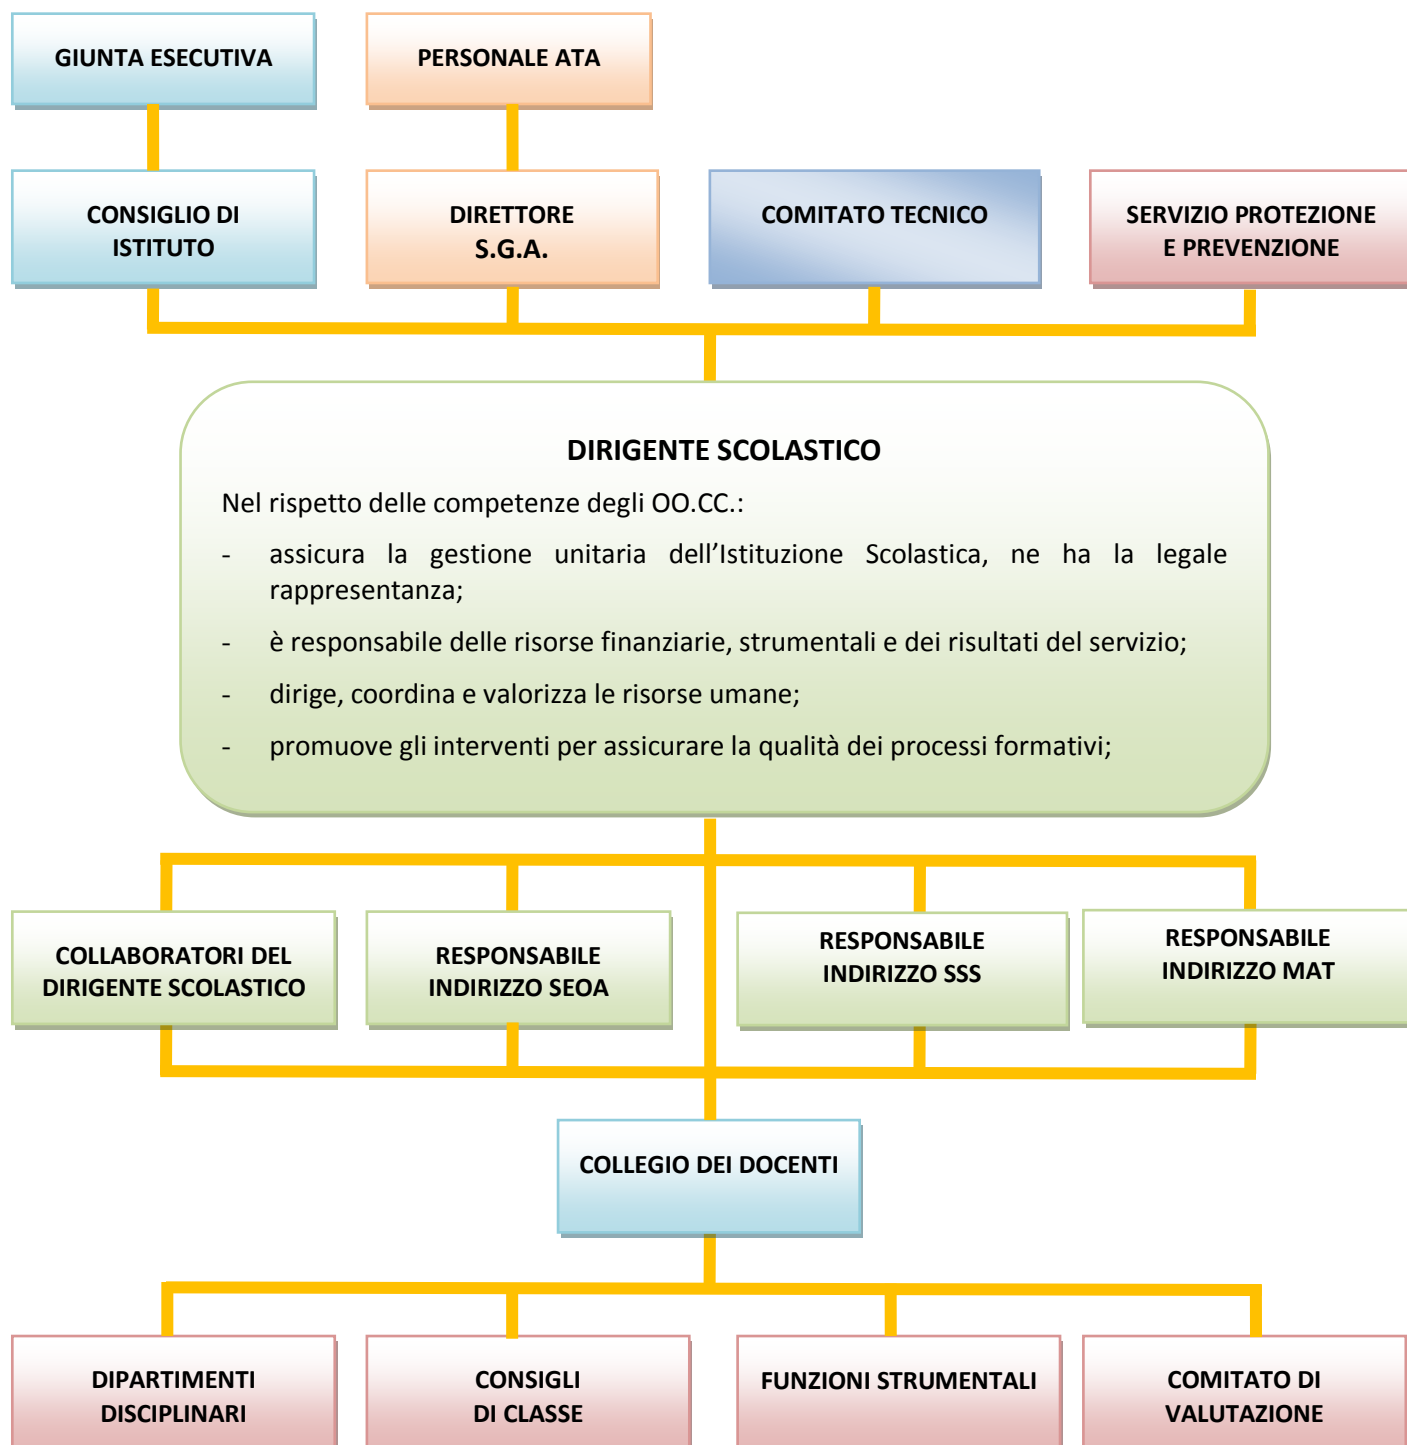 GIUNTA ESECUTIVA
PERSONALE ATA
CONSIGLIO DI
ISTITUTO
DIRETTORE
S.G.A.
COMITATO TECNICO
SERVIZIO PROTEZIONE
E PREVENZIONE
DIRIGENTE SCOLASTICO
Nel rispetto delle competenze degli OO.CC.:
- assicura la gestione unitaria dell’Istituzione Scolastica, ne ha la legale
rappresentanza;
- è responsabile delle risorse finanziarie, strumentali e dei risultati del servizio;
- dirige, coordina e valorizza le risorse umane;
- promuove gli interventi per assicurare la qualità dei processi formativi;
COLLABORATORI DEL
DIRIGENTE SCOLASTICO
RESPONSABILE
INDIRIZZO SEOA
RESPONSABILE
INDIRIZZO SSS
RESPONSABILE
INDIRIZZO MAT
COLLEGIO DEI DOCENTI
DIPARTIMENTI
DISCIPLINARI
CONSIGLI
DI CLASSE
FUNZIONI STRUMENTALI
COMITATO DI
VALUTAZIONE